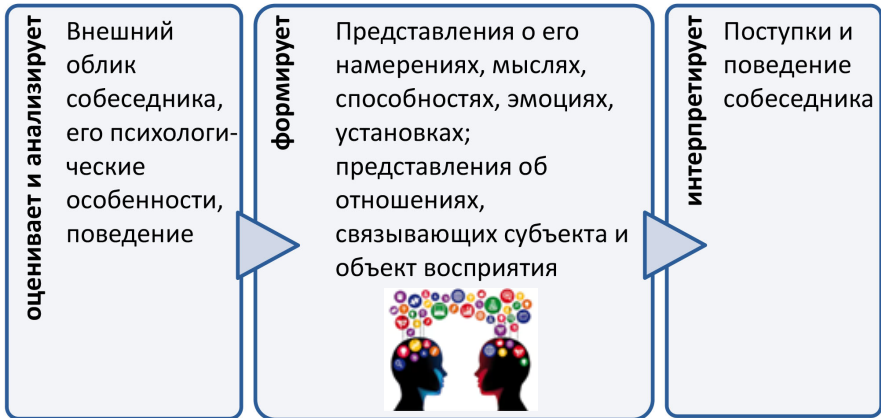 оценивает и анализирует
Внешний
облик
собеседника,
его психологи-
ческие
особенности,
поведение
формирует
Представления о его
намерениях, мыслях,
способностях, эмоциях,
установках;
представления об
отношениях,
связывающих субъекта и
объект восприятия
интерпретирует
Поступки и
поведение
собеседника